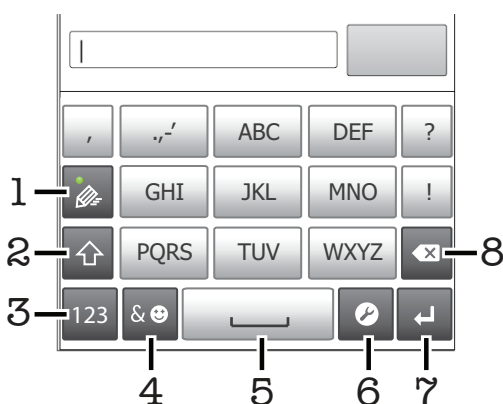 , .,-′ ABC DEF ?
1 GHI JKL MNO !
2 PQRS TUV WXYZ 8
3 123 &
4 5 6 7